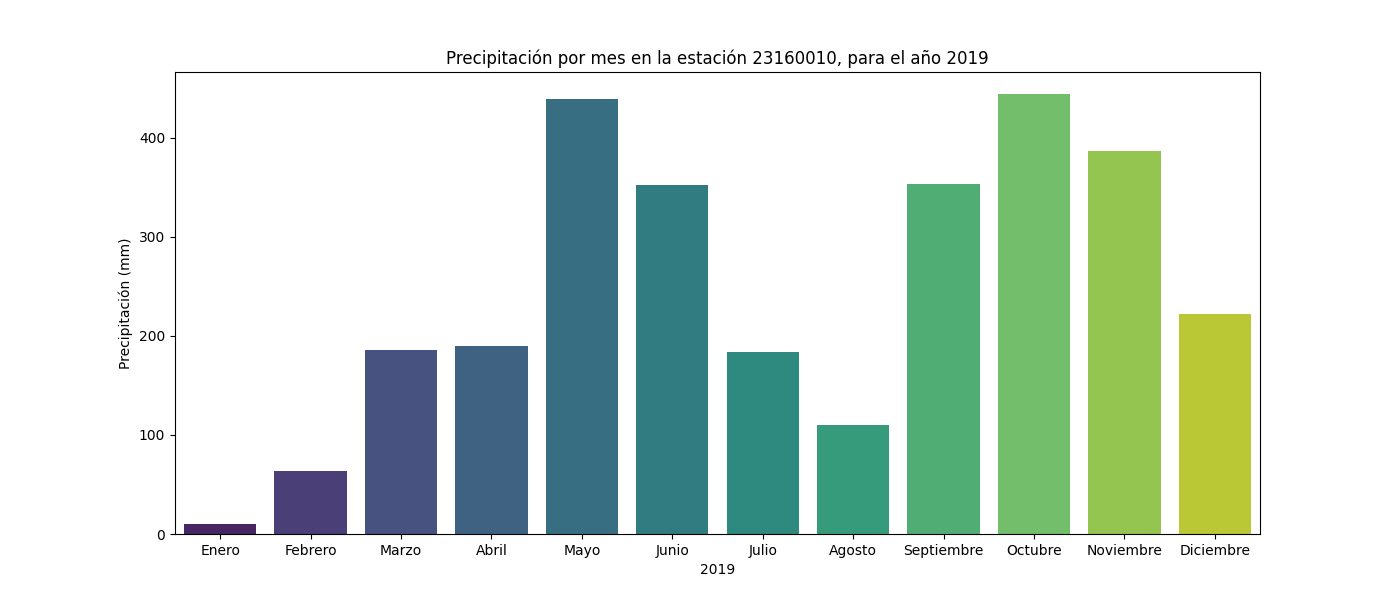 Precipitación por mes en la estación 23160010, para el año 2019
Precipitación (mm)
400
300
200
100
0
Enero Febrero Marzo Abril Mayo Junio Julio Agosto Septiembre Octubre Noviembre Diciembre
2019